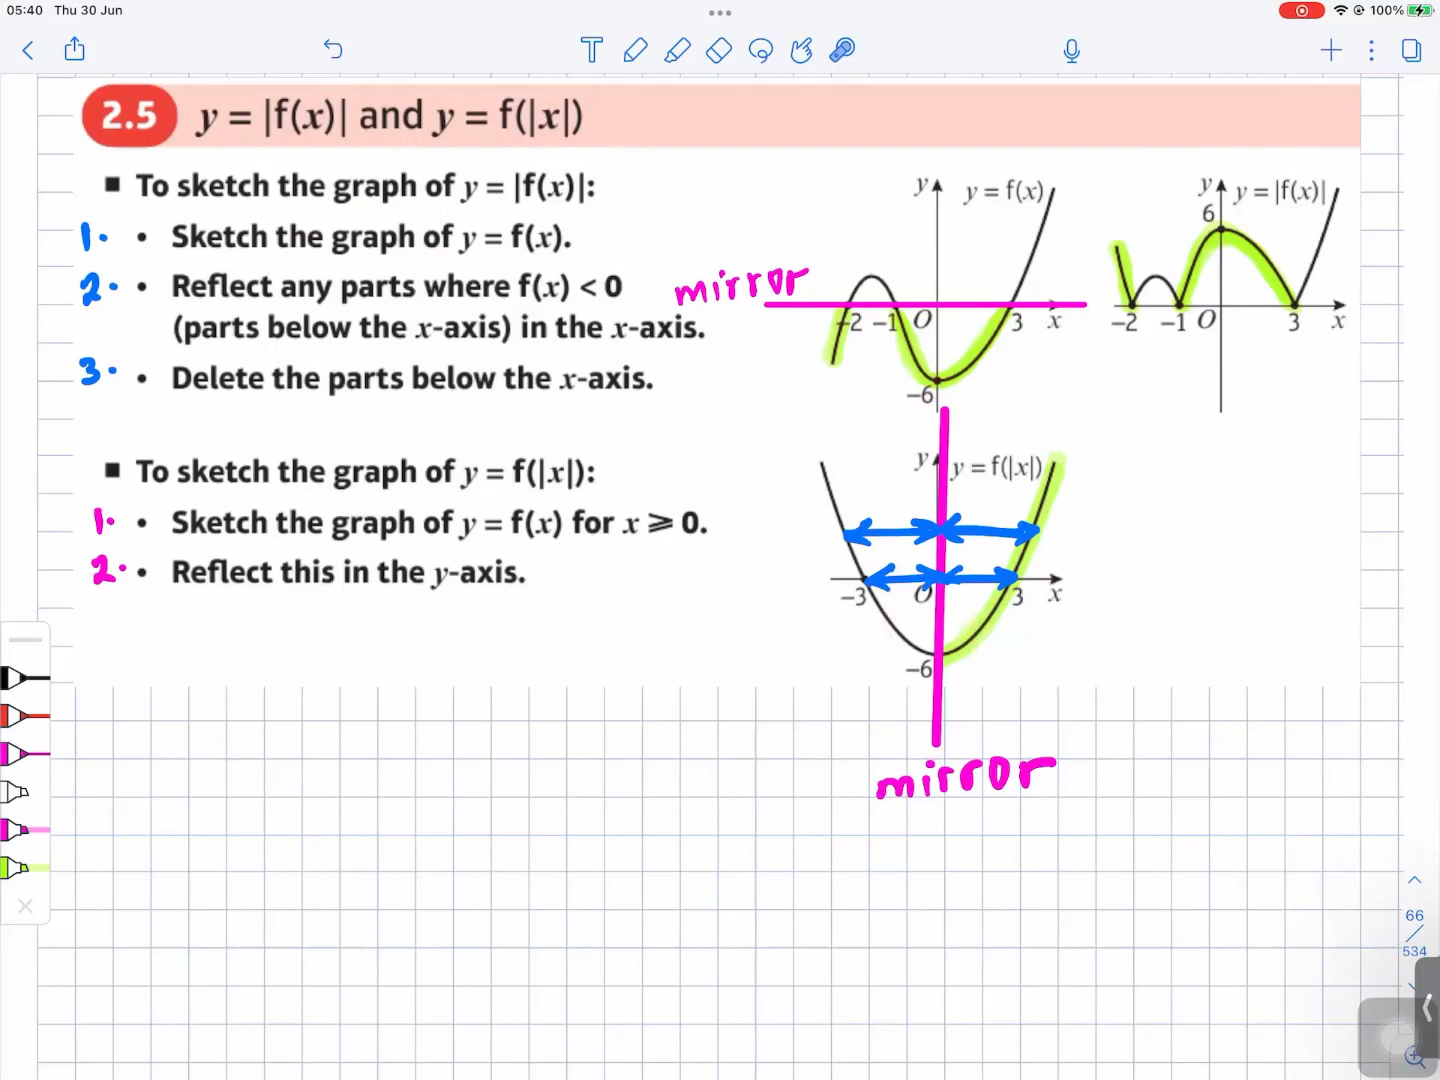 05:40 Thu 30 Jun
100%
2.5 y = |f(x)| and y = f(|x|)
■ To sketch the graph of y = |f(x)|:
1. • Sketch the graph of y = f(x).
2. • Reflect any parts where f(x) < 0
(parts below the x-axis) in the x-axis.
3. • Delete the parts below the x-axis.
mirror
y y = f(x)
-2 -1 O 3 x
-6
y y = |f(x)|
6
-2 -1 O 3 x
■ To sketch the graph of y = f(|x|):
1. • Sketch the graph of y = f(x) for x ⩾ 0.
2. • Reflect this in the y-axis.
y y = f(|x|)
-3 O 3 x
-6
mirror
66
/
534